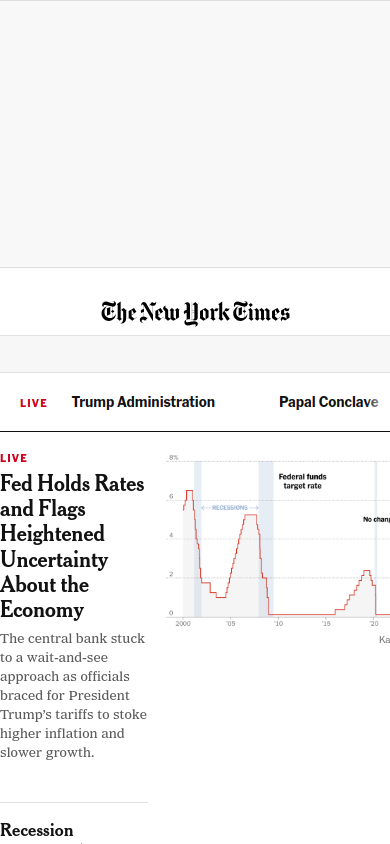 The New York Times
LIVE
Trump Administration
Papal Conclave
LIVE
Fed Holds Rates
and Flags
Heightened
Uncertainty
About the
Economy
The central bank stuck
to a wait-and-see
approach as officials
braced for President
Trump's tariffs to stoke
higher inflation and
slower growth.
8%
Federal funds
target rate
6
RECESSIONS
No chang
4
2
0
2000
'05
'10
'15
'20
Ka
Recession